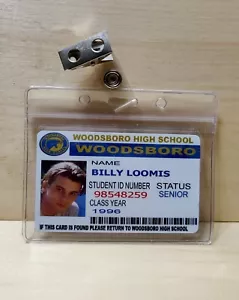 WOODSBORO HIGH SCHOOL
WOODSBORO
NAME
BILLY LOOMIS
STUDENT ID NUMBER STATUS
98548259 SENIOR
CLASS YEAR
1996
IF THIS CARD IS FOUND PLEASE RETURN TO WOODSBORO HIGH SCHOOL